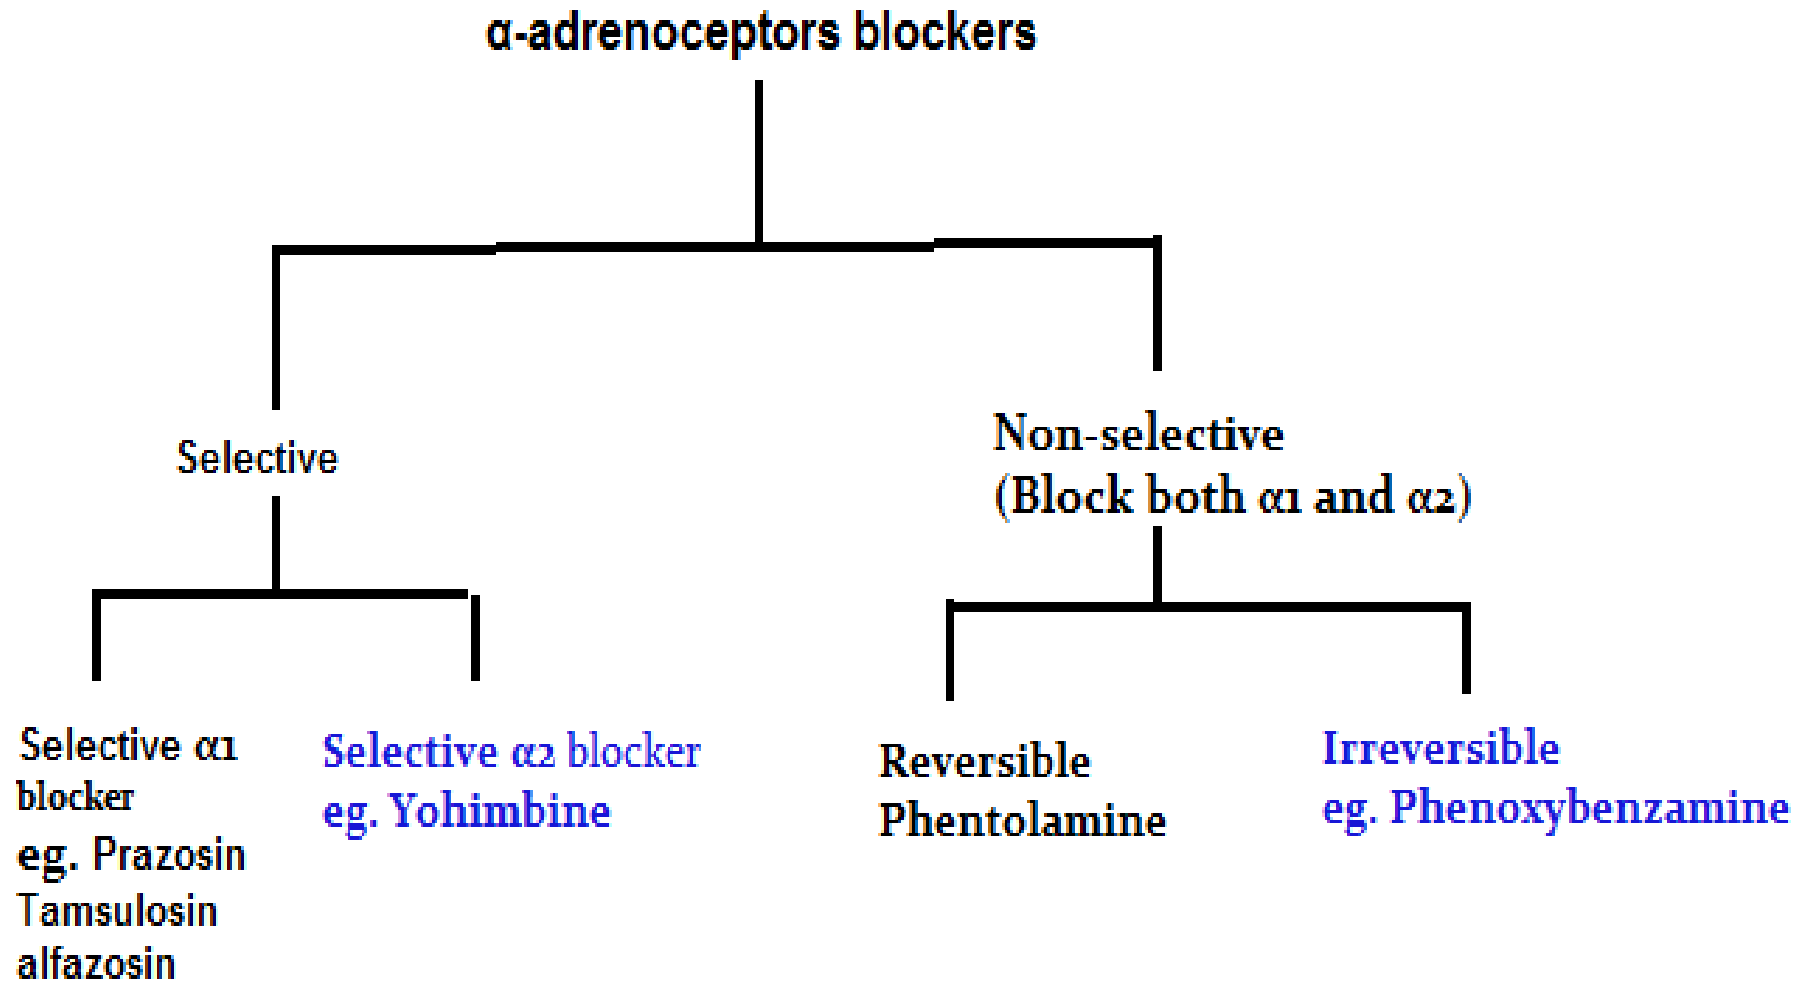 α-adrenoceptors blockers
Selective
Non-selective
(Block both α1 and α2)
Selective α1
blocker
eg. Prazosin
Tamsulosin
alfazosin
Selective α2 blocker
eg. Yohimbine
Reversible
Phentolamine
Irreversible
eg. Phenoxybenzamine